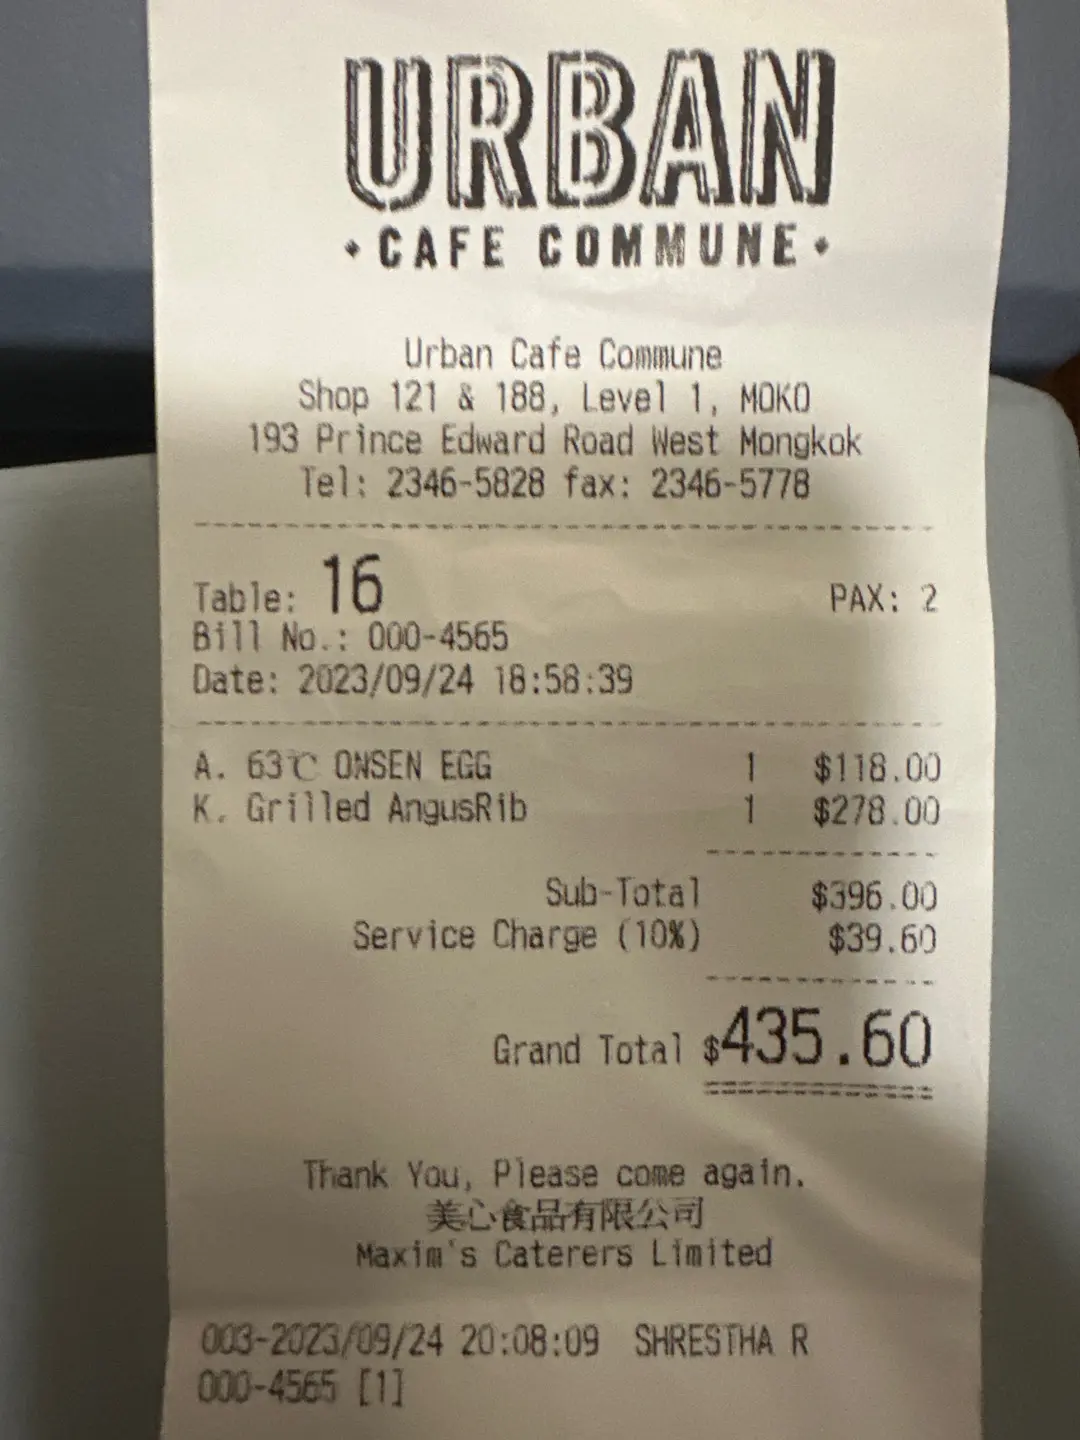 URBAN
CAFE COMMUNE
Urban Cafe Commune
Shop 121 & 188, Level 1, MOKO
193 Prince Edward Road West Mongkok
Tel: 2346-5828 fax: 2346-5778
Table: 16 PAX: 2
Bill No.: 000-4565
Date: 2023/09/24 18:58:39
A. 63℃ ONSEN EGG 1 $118.00
K. Grilled AngusRib 1 $278.00
Sub-Total $396.00
Service Charge (10%) $39.60
Grand Total $435.60
Thank You, Please come again.
美心食品有限公司
Maxim's Caterers Limited
003-2023/09/24 20:08:09 SHRESTHA R
000-4565 [1]